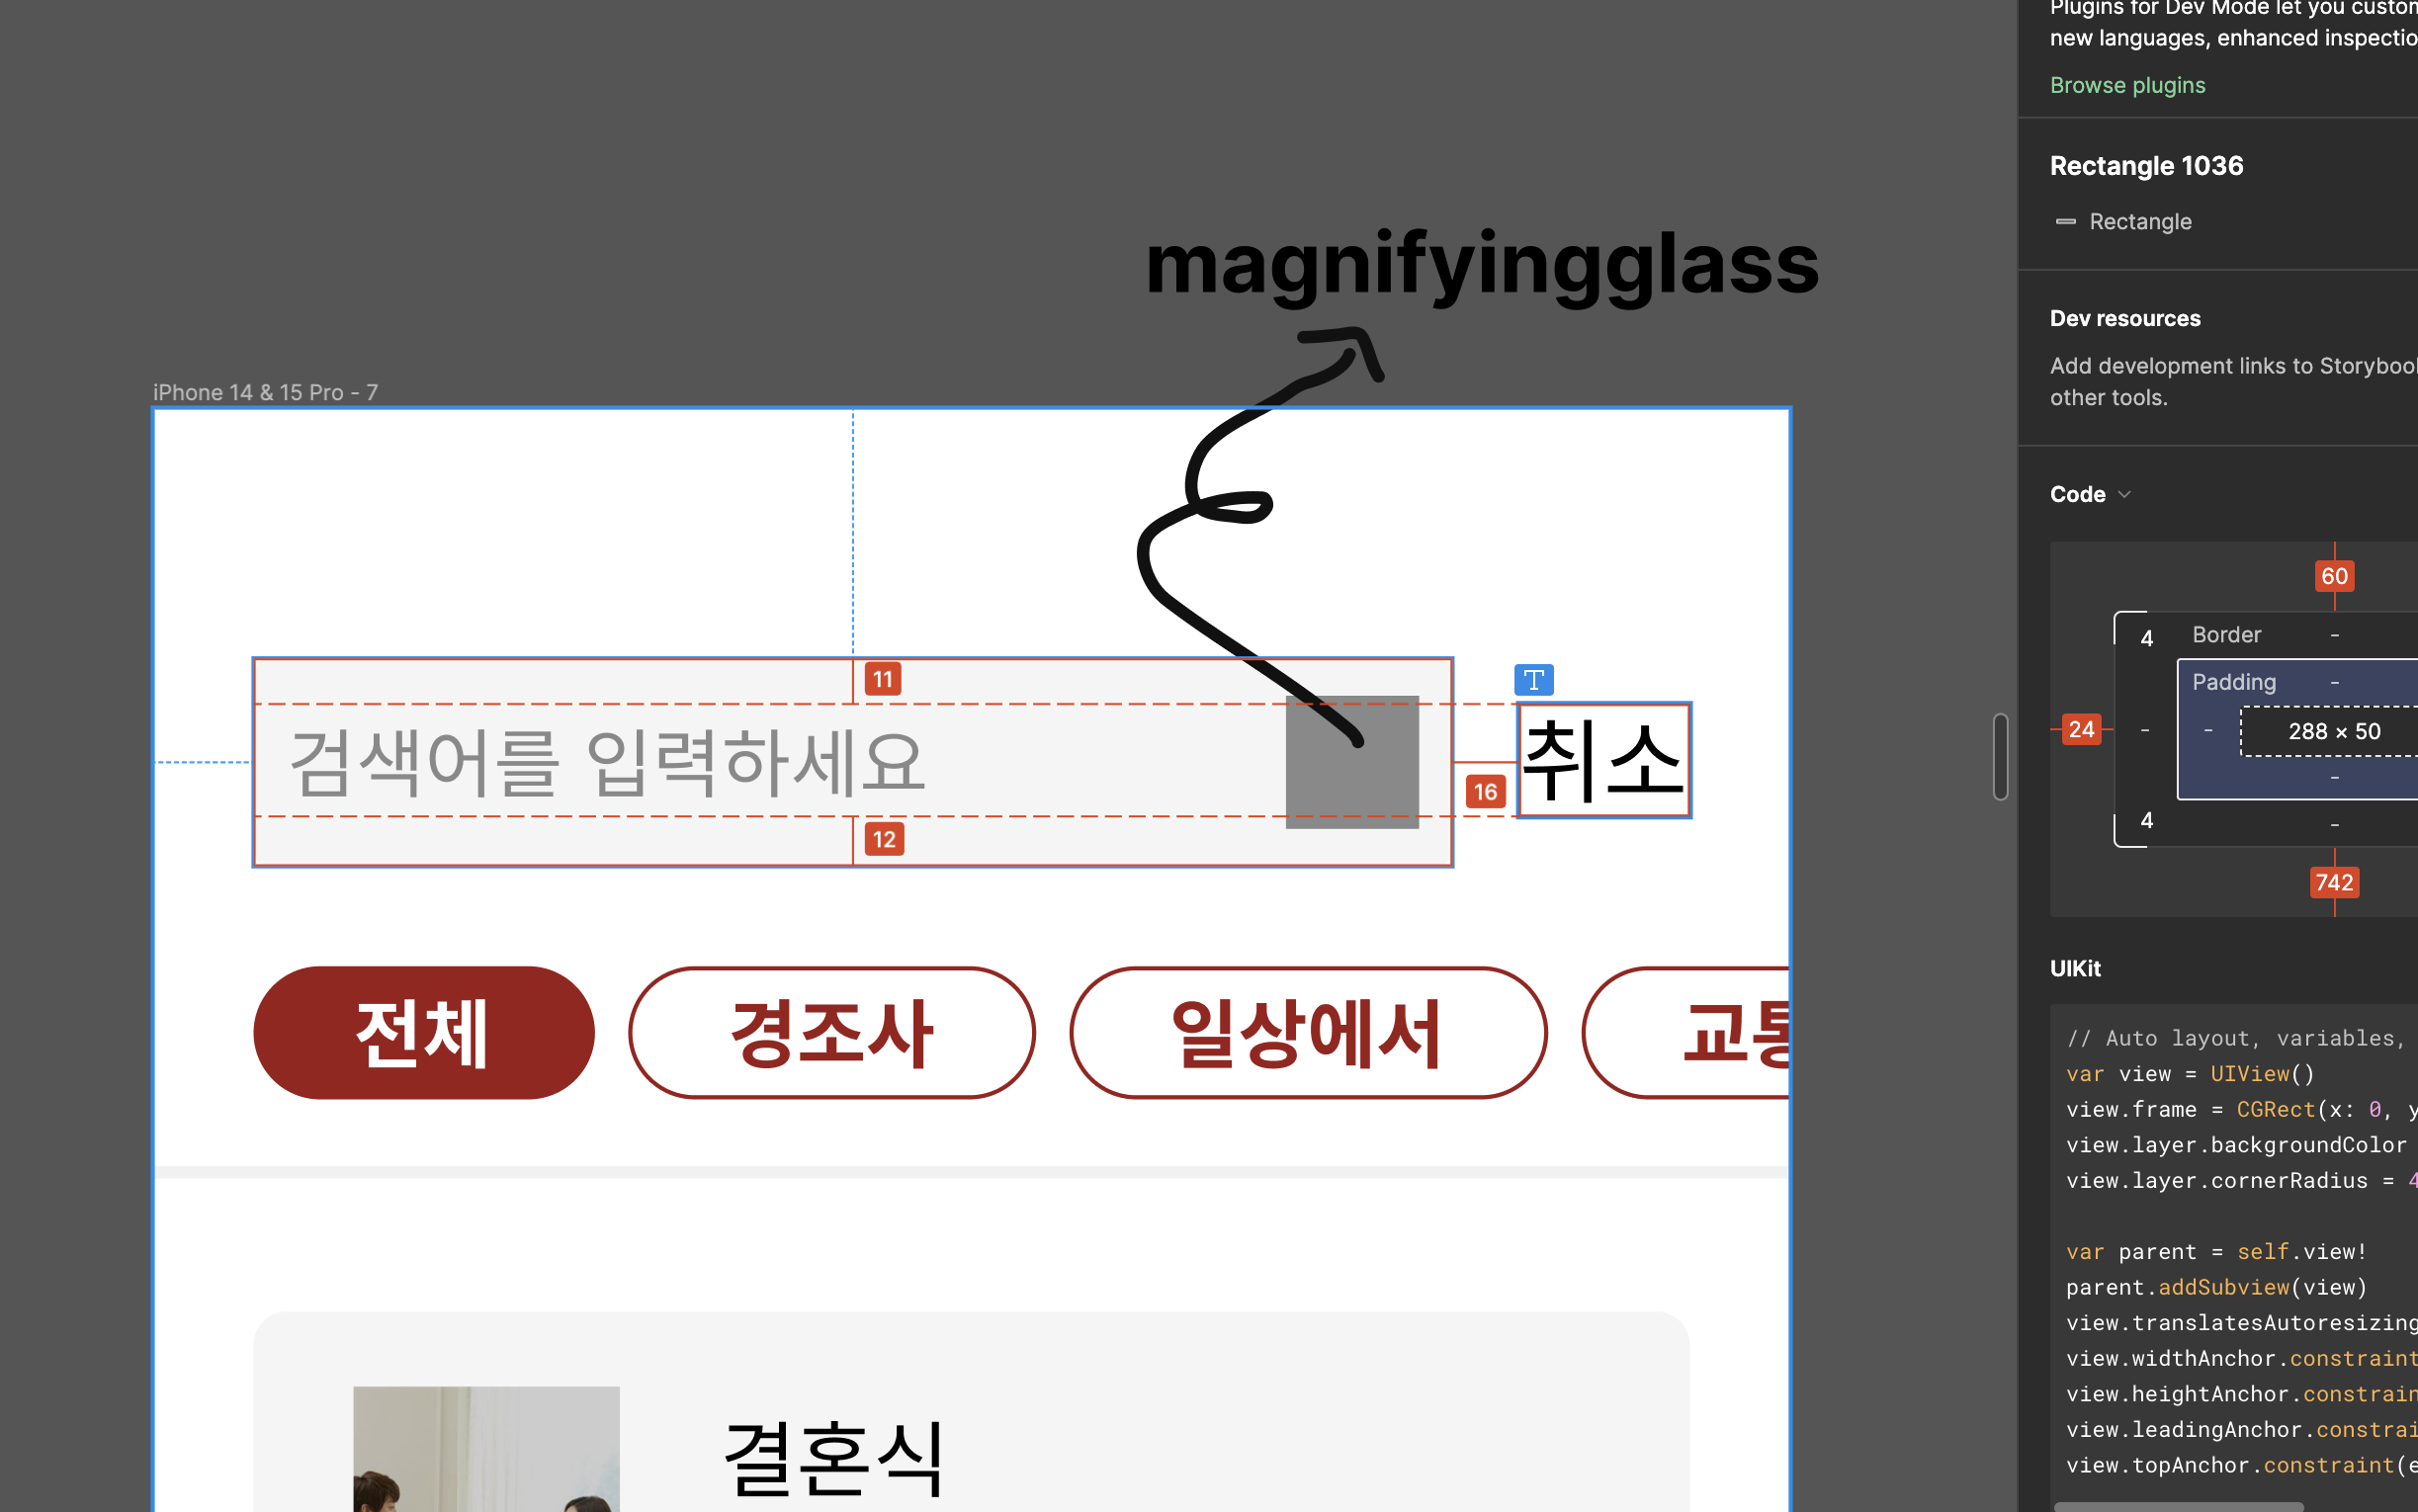 Plugins for Dev Mode let you custom
new languages, enhanced inspectio
Browse plugins
Rectangle 1036
Rectangle
Dev resources
Add development links to Storybook
other tools.
Code
60
4
Border
-
Padding
-
24
-
-
288 × 50
-
4
-
742
UIKit
// Auto layout, variables,
var view = UIView()
view.frame = CGRect(x: 0, y
view.layer.backgroundColor
view.layer.cornerRadius = 4
var parent = self.view!
parent.addSubview(view)
view.translatesAutoresizing
view.widthAnchor.constraint
view.heightAnchor.constrain
view.leadingAnchor.constrai
view.topAnchor.constraint(e
magnifyingglass
iPhone 14 & 15 Pro - 7
11
T
검색어를 입력하세요
16
취소
12
전체
경조사
일상에서
교통
결혼식